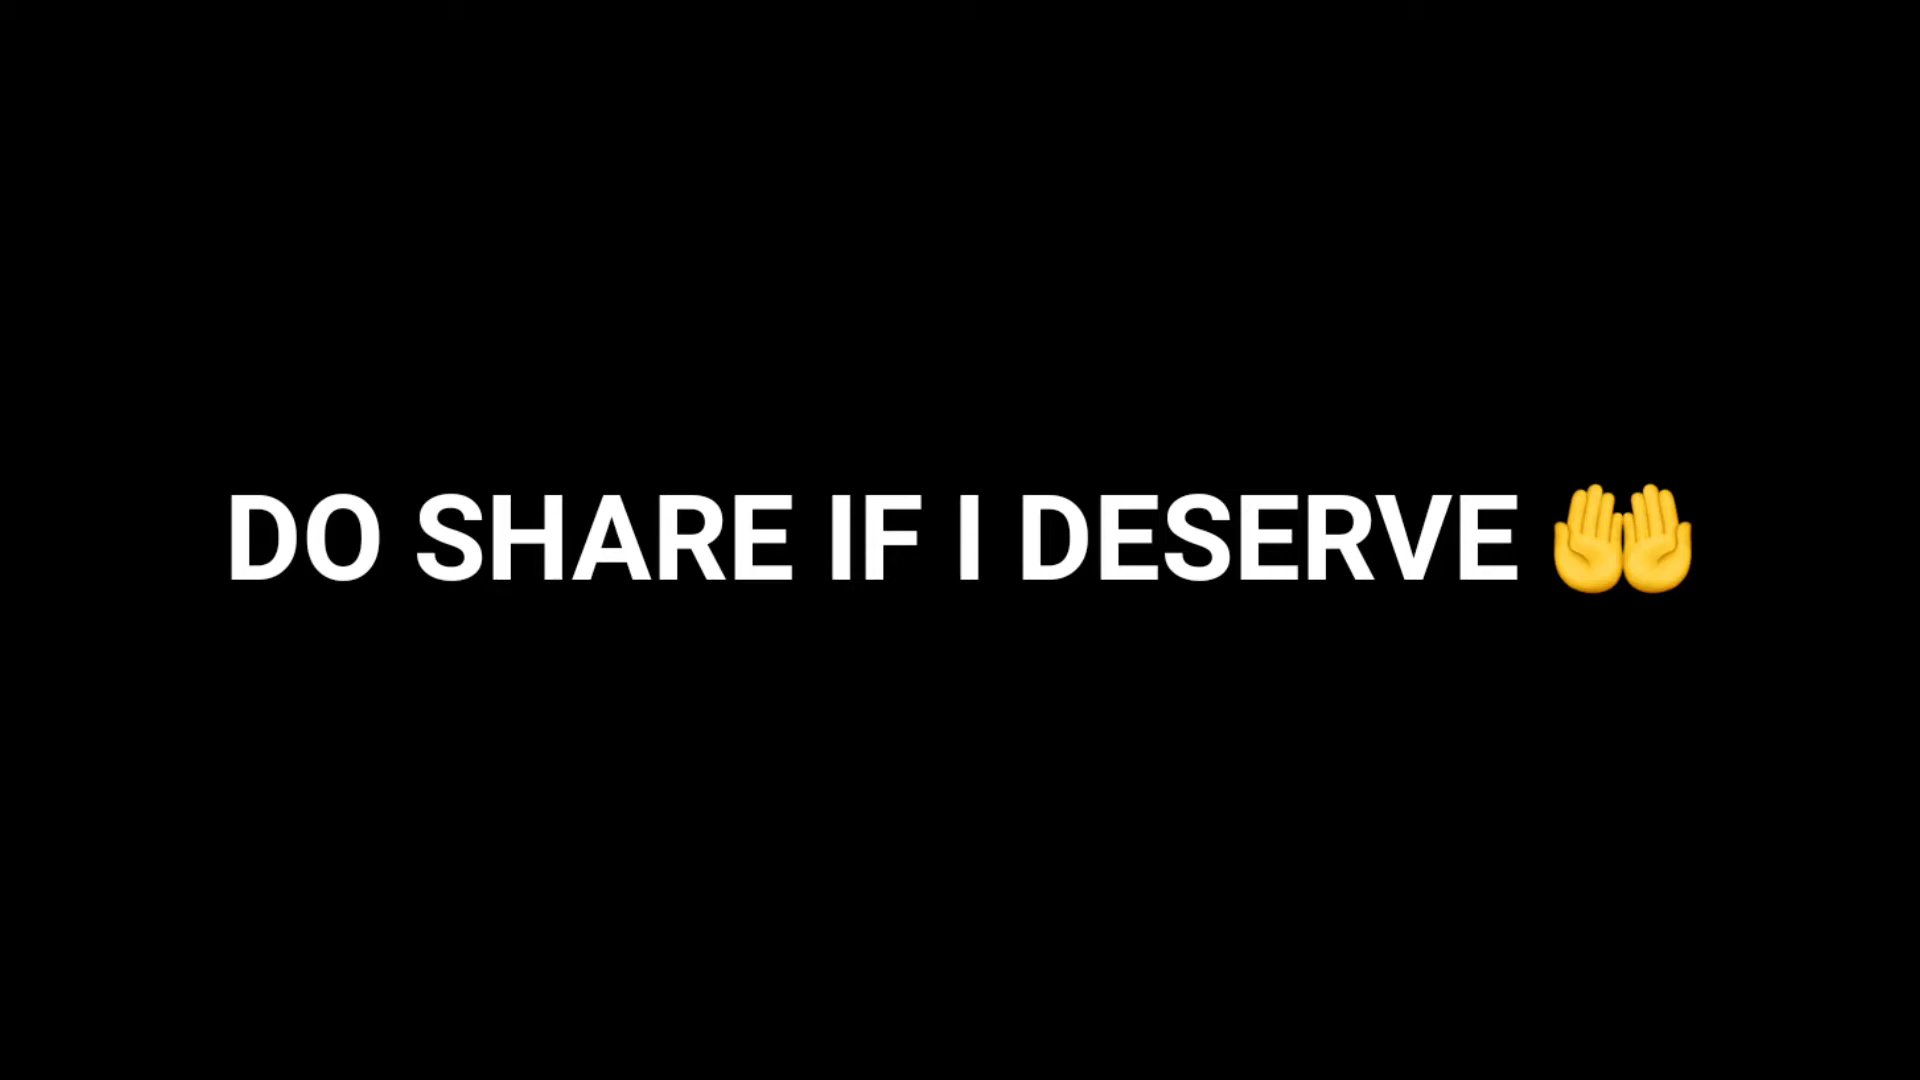 DO SHARE IF I DESERVE 🤲